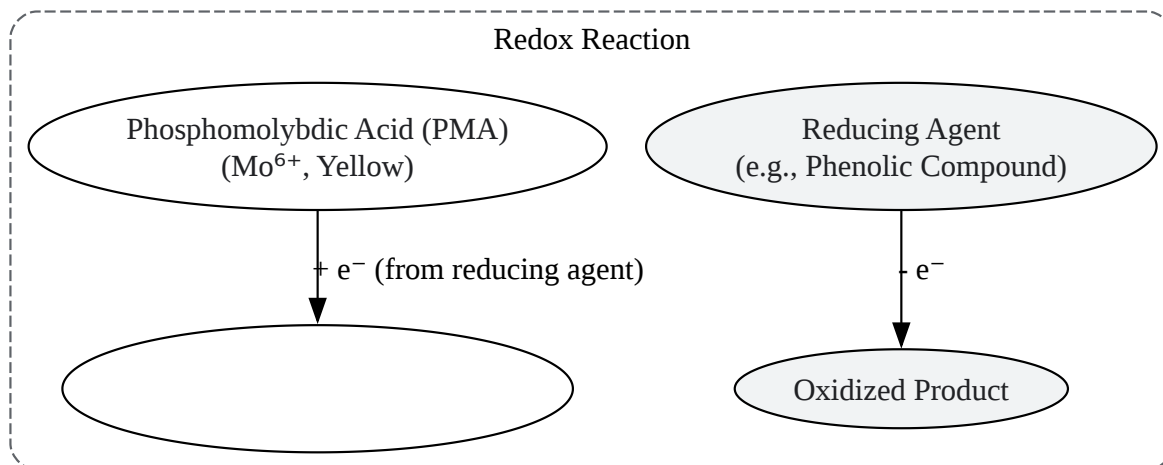 Redox Reaction
Phosphomolybdic Acid (PMA)
(Mo⁶⁺, Yellow)
Reducing Agent
(e.g., Phenolic Compound)
+ e⁻ (from reducing agent)
- e⁻
Oxidized Product